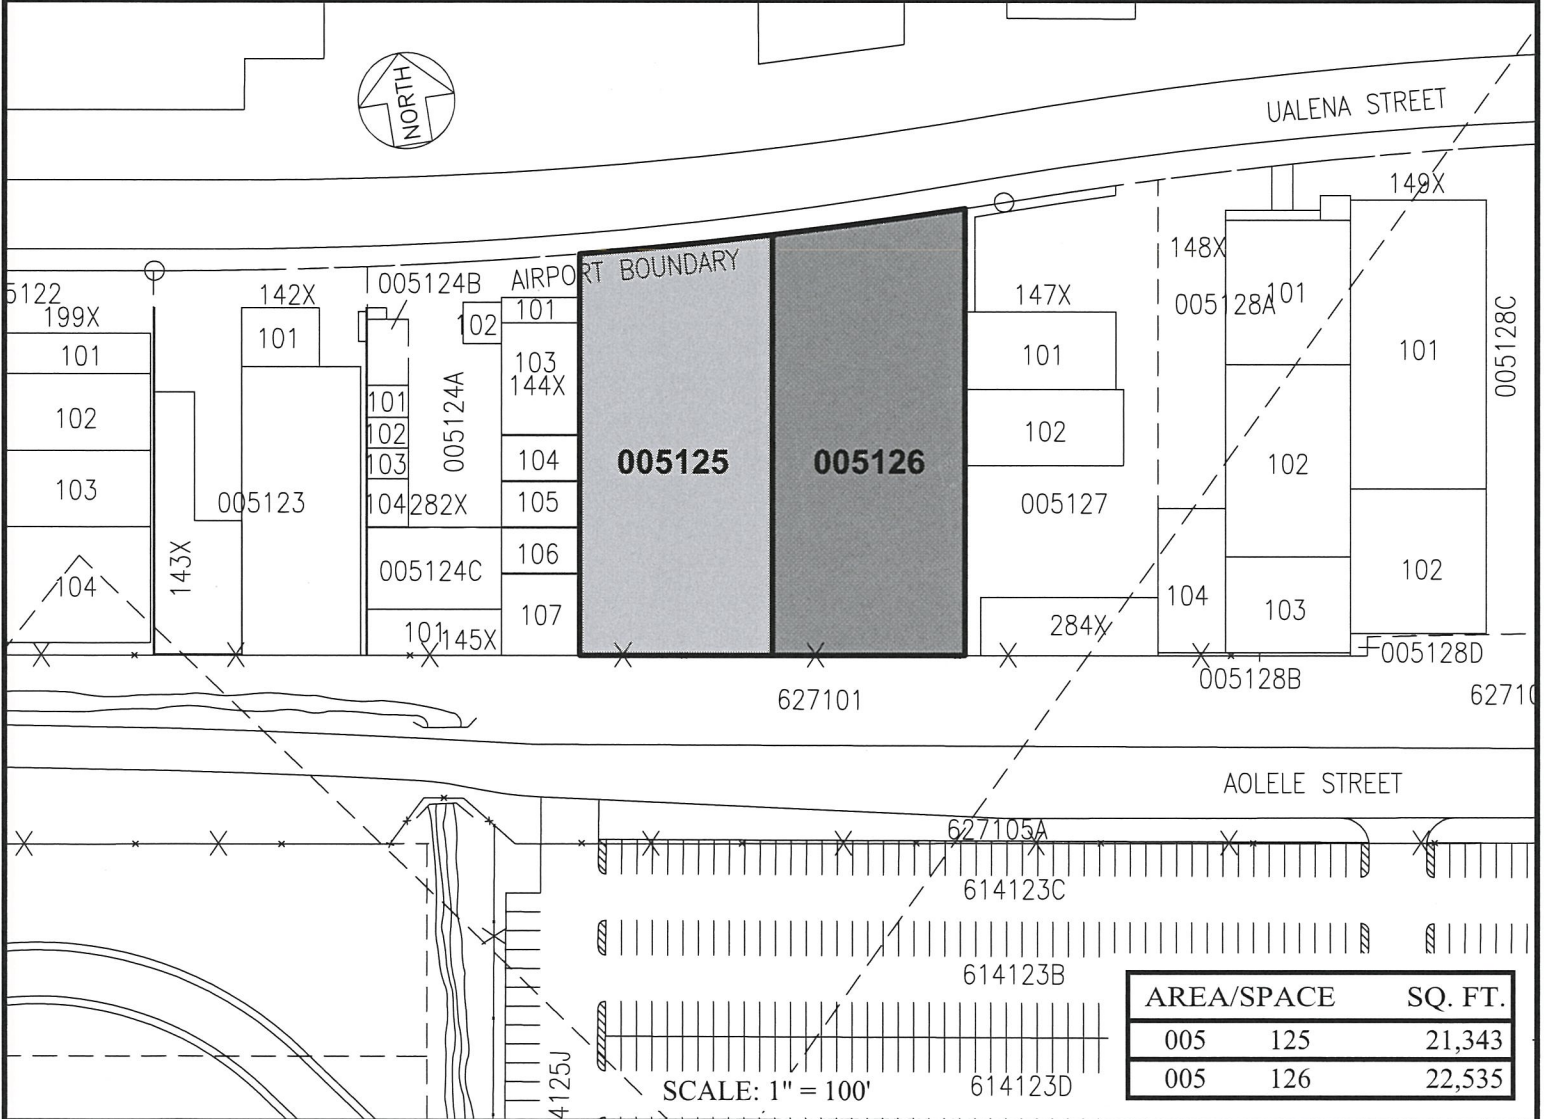 NORTH
UALENA STREET
149X
148X
005128A
101
5122
199X
142X
005124B
AIRPORT BOUNDARY
147X
101
101
102
101
103
144X
101
101
005128C
102
101
102
103
104
282X
005124A
104
005125
005126
102
102
103
005123
105
005127
104
143X
005124C
106
107
104
103
102
101
145X
284X
005128B
005128D
627101
62710
AOLELE STREET
627105A
614123C
614123B
614123D
4125J
SCALE: 1" = 100'
AREA/SPACE SQ. FT.
005 125 21,343
005 126 22,535